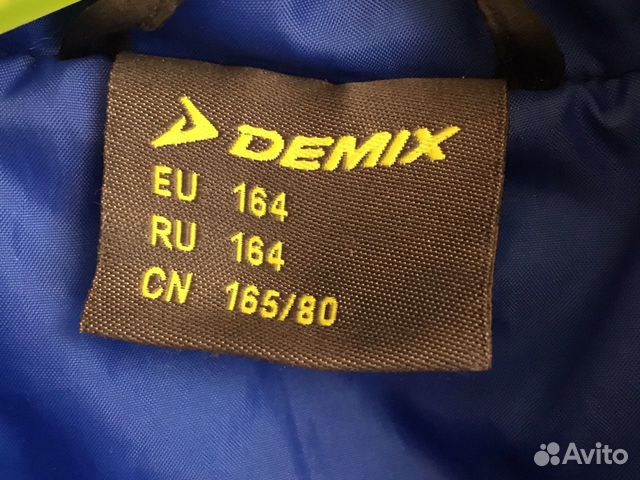 DEMIX
EU 164
RU 164
CN 165/80
Avito